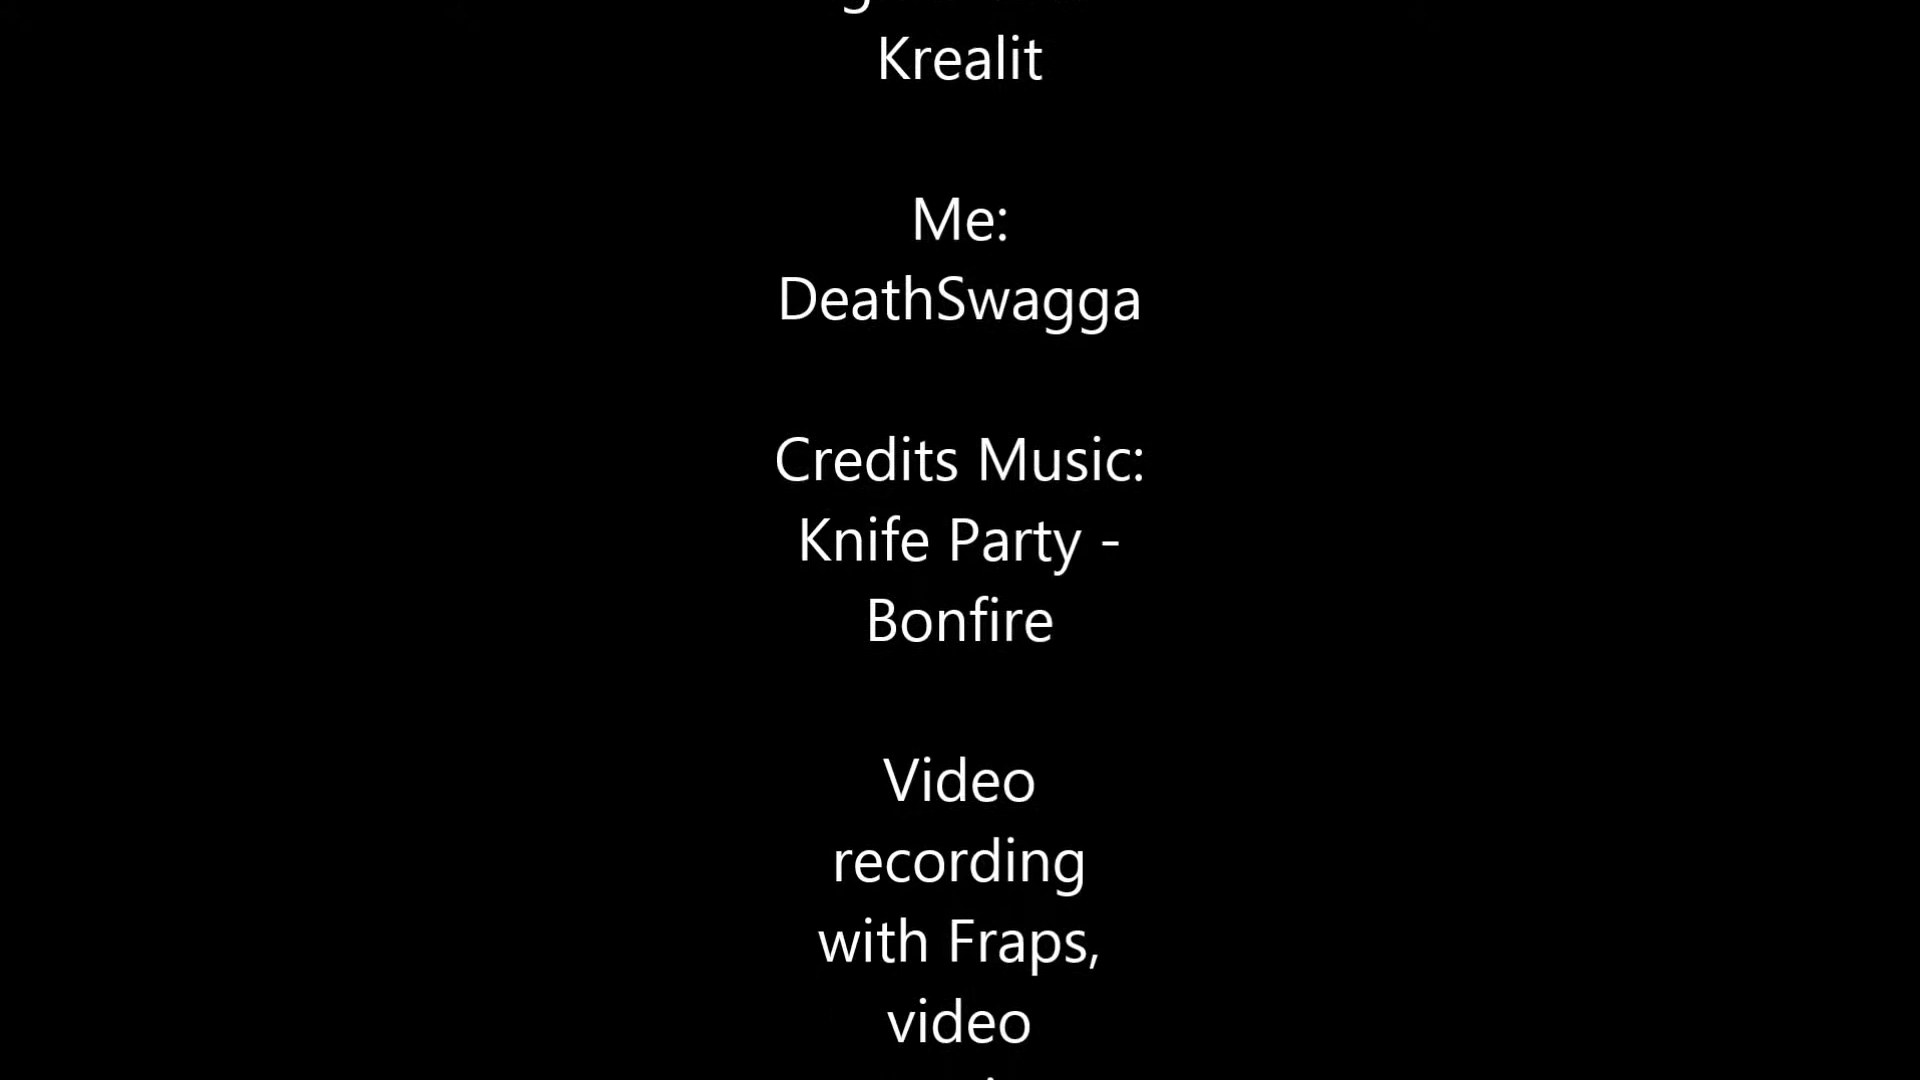 Krealit
Me:
DeathSwagga
Credits Music:
Knife Party -
Bonfire
Video
recording
with Fraps,
video